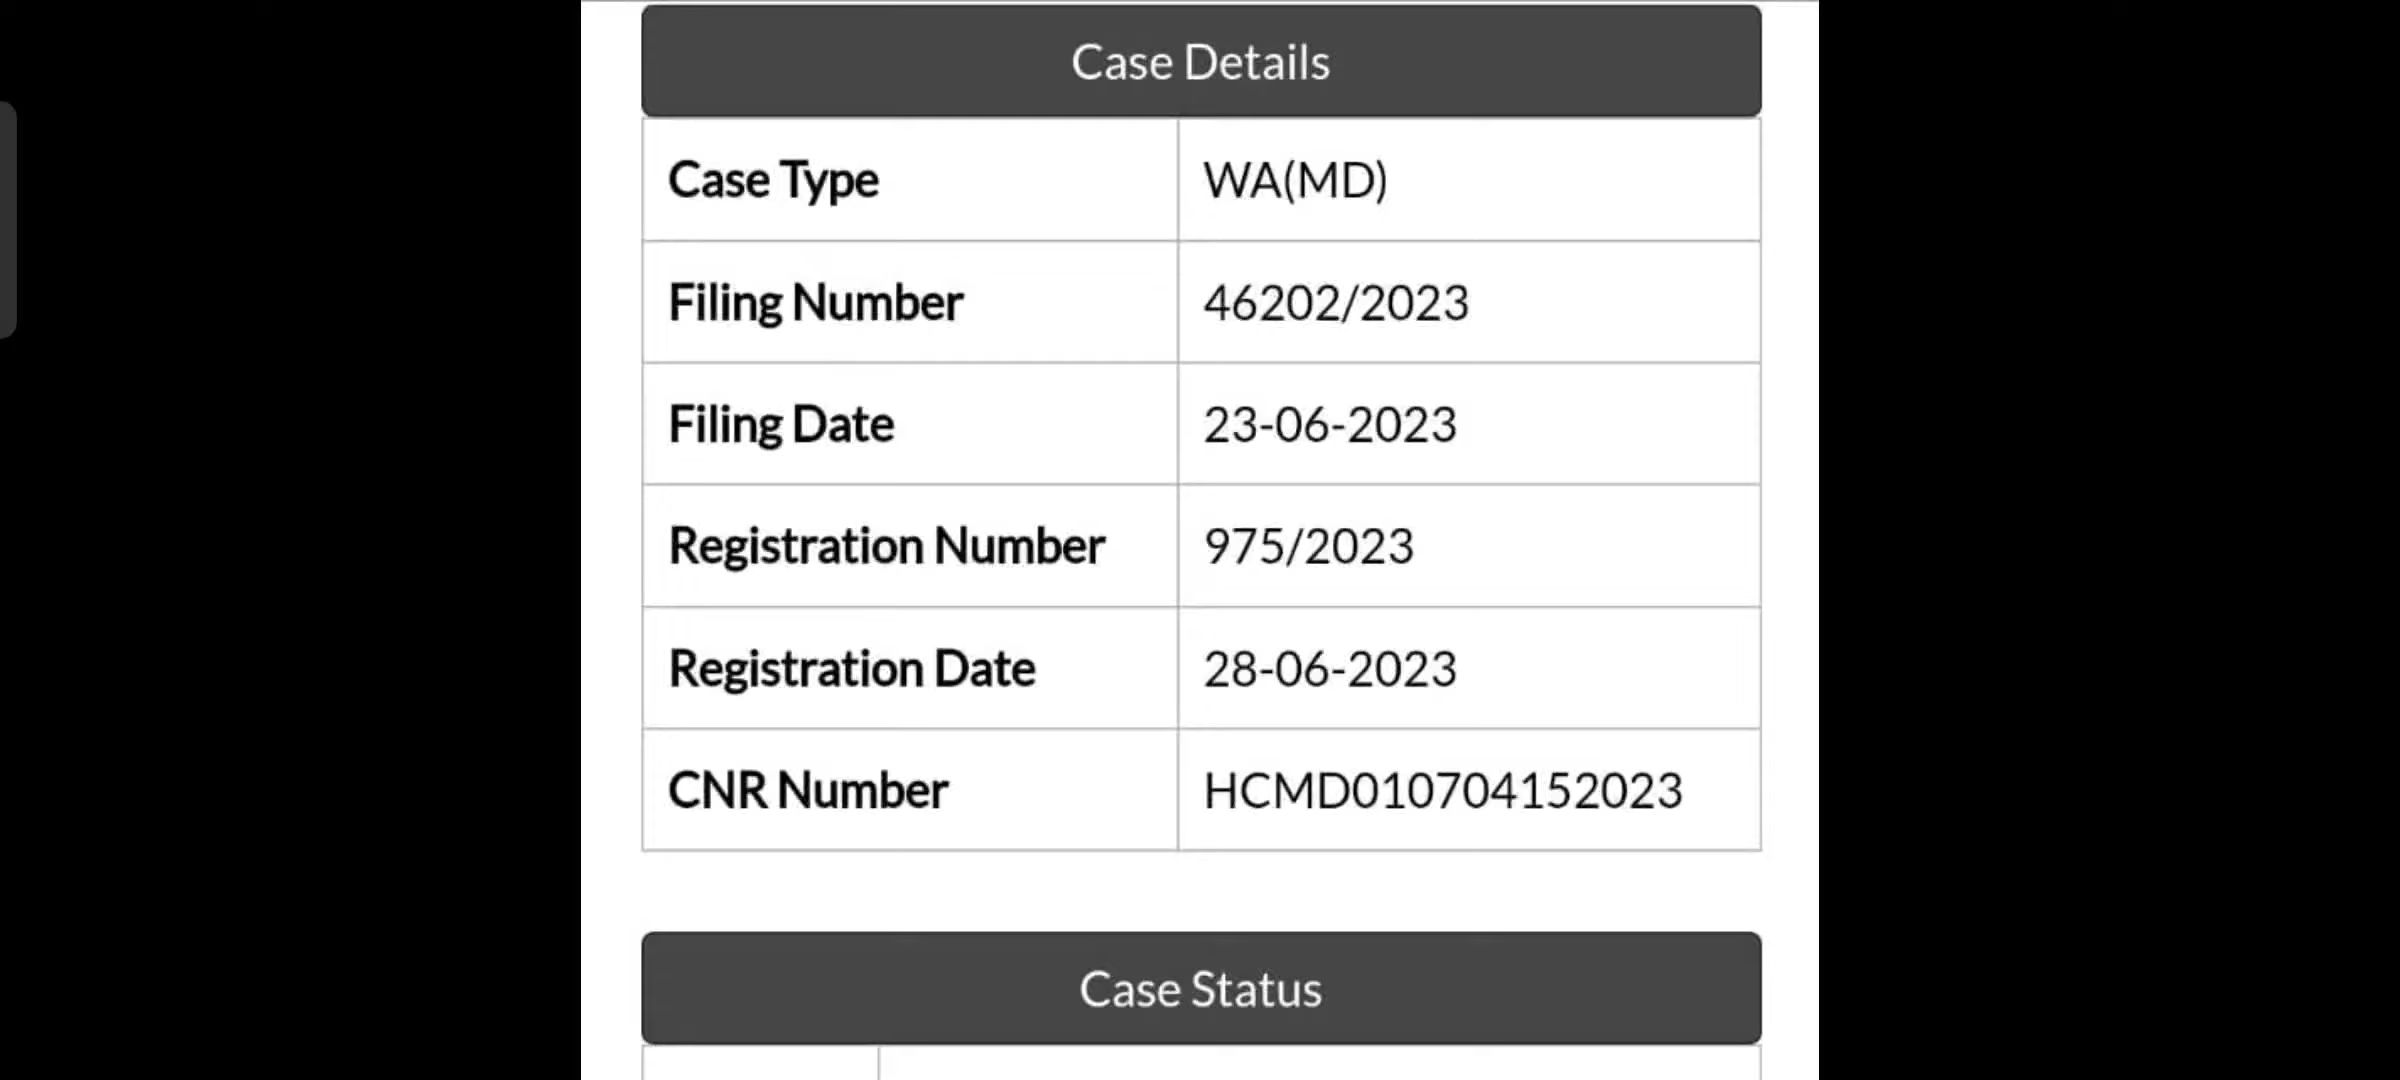 Case Details
Case Type WA(MD)
Filing Number 46202/2023
Filing Date 23-06-2023
Registration Number 975/2023
Registration Date 28-06-2023
CNR Number HCMD010704152023
Case Status